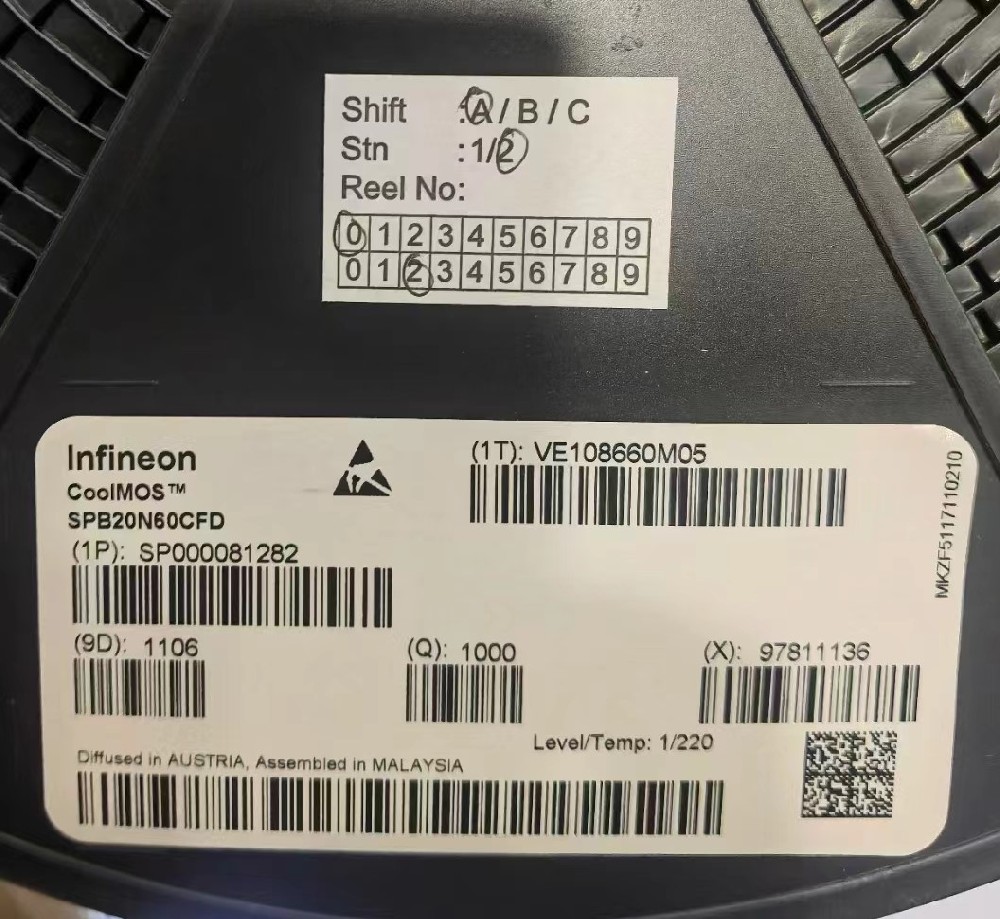 Shift :A/B/C
Stn :1/2
Reel No:
0 1 2 3 4 5 6 7 8 9
0 1 2 3 4 5 6 7 8 9
Infineon
CoolMOS™
SPB20N60CFD
(1P): SP000081282
(1T): VE108660M05
MKZF5117110210
(9D): 1106
(Q): 1000
(X): 97811136
Level/Temp: 1/220
Diffused in AUSTRIA, Assembled in MALAYSIA